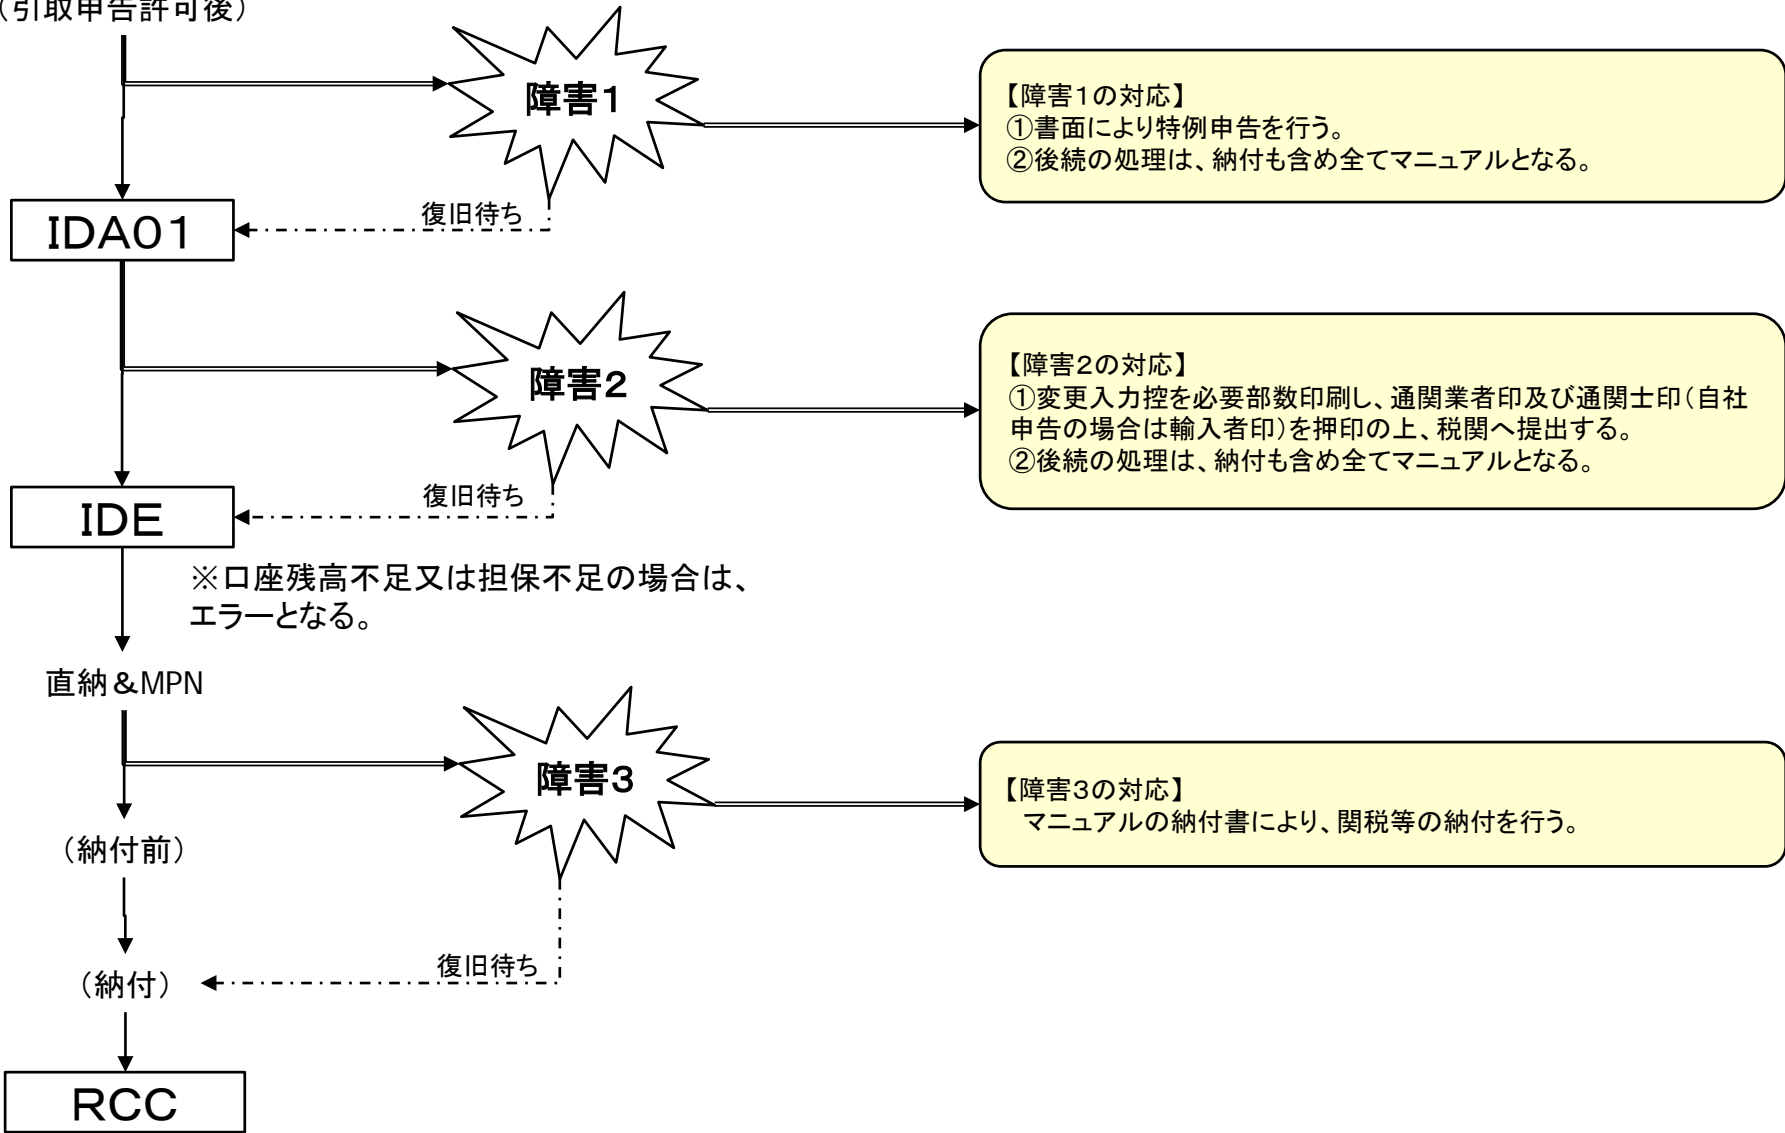 （引取申告許可後）
障害１
【障害１の対応】
①書面により特例申告を行う。
②後続の処理は、納付も含め全てマニュアルとなる。
復旧待ち
ＩＤＡ０１
障害２
【障害２の対応】
①変更入力控を必要部数印刷し、通関業者印及び通関士印（自社
申告の場合は輸入者印）を押印の上、税関へ提出する。
②後続の処理は、納付も含め全てマニュアルとなる。
復旧待ち
ＩＤＥ
※口座残高不足又は担保不足の場合は、
エラーとなる。
直納＆MPN
障害３
【障害３の対応】
マニュアルの納付書により、関税等の納付を行う。
（納付前）
復旧待ち
（納付）
ＲＣＣ